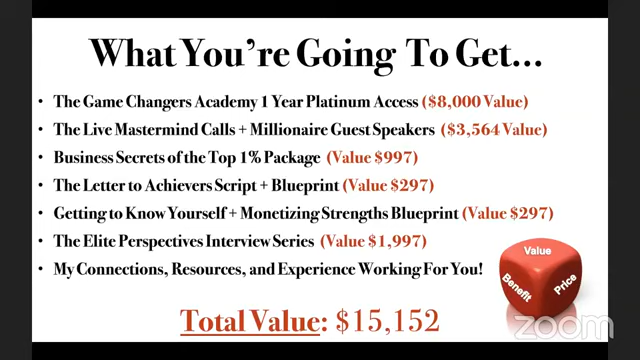 What You're Going To Get...
• The Game Changers Academy 1 Year Platinum Access ($8,000 Value)
• The Live Mastermind Calls + Millionaire Guest Speakers ($3,564 Value)
• Business Secrets of the Top 1% Package (Value $997)
• The Letter to Achievers Script + Blueprint (Value $297)
• Getting to Know Yourself + Monetizing Strengths Blueprint (Value $297)
• The Elite Perspectives Interview Series (Value $1,997)
• My Connections, Resources, and Experience Working For You!
Value
Benefit
Price
Total Value: $15,152
zoom